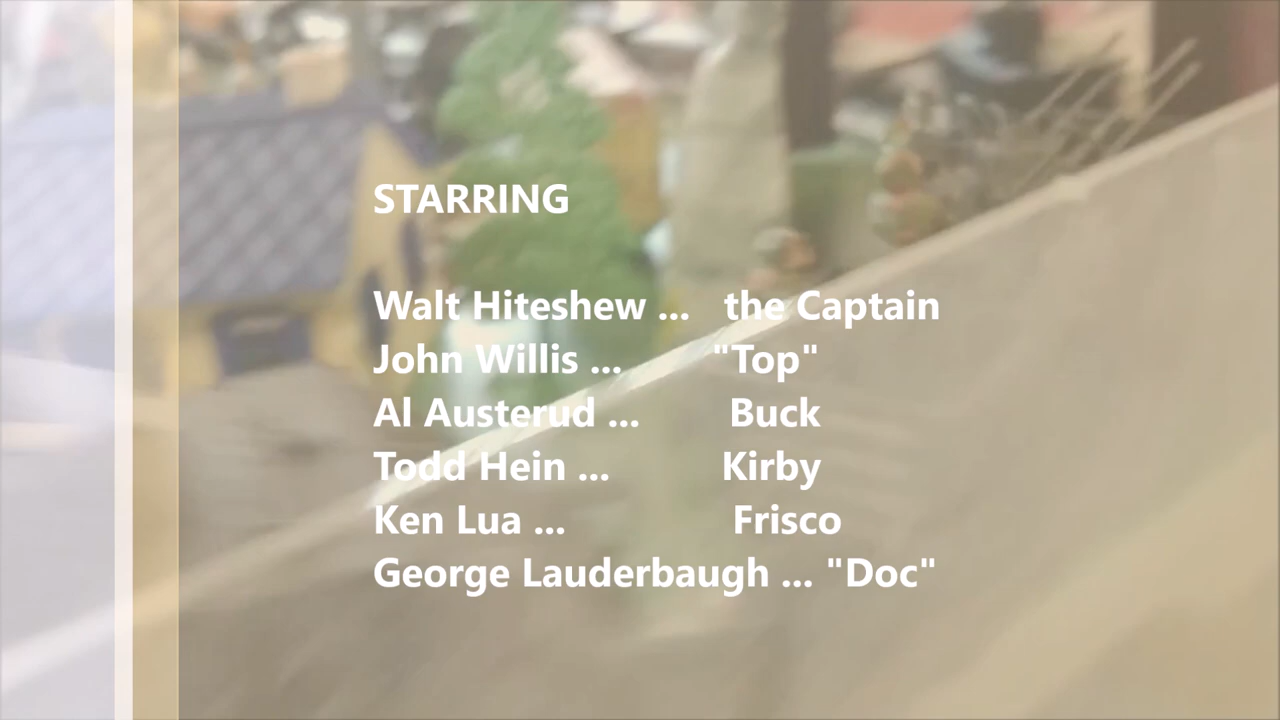 STARRING
Walt Hiteshew ... the Captain
John Willis ... "Top"
Al Austerud ... Buck
Todd Hein ... Kirby
Ken Lua ... Frisco
George Lauderbaugh ... "Doc"